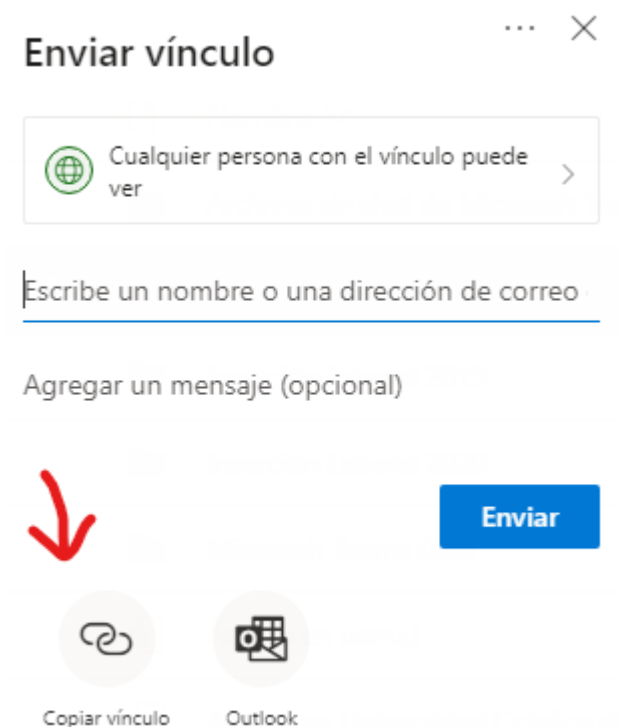 Enviar vínculo
Cualquier persona con el vínculo puede
ver
Escribe un nombre o una dirección de correo
Agregar un mensaje (opcional)
Enviar
Copiar vínculo
Outlook